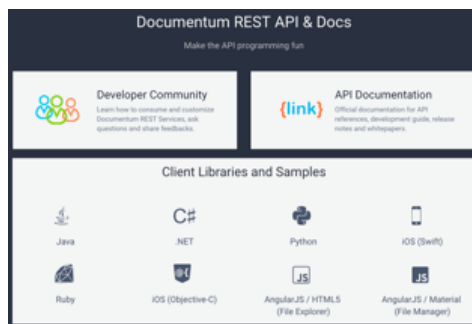 Documentum REST API & Docs
Make the API programming fun
Developer Community
Learn how to consume and customize
Documentum REST Services, ask
questions and share feedbacks.
{link}
API Documentation
Official documentation for API
references, development guide, release
notes and whitepapers.
Client Libraries and Samples
C#
JS
JS
Java
.NET
Python
iOS (Swift)
Ruby
iOS (Objective-C)
AngularJS / HTML5
(File Explorer)
AngularJS / Material
(File Manager)